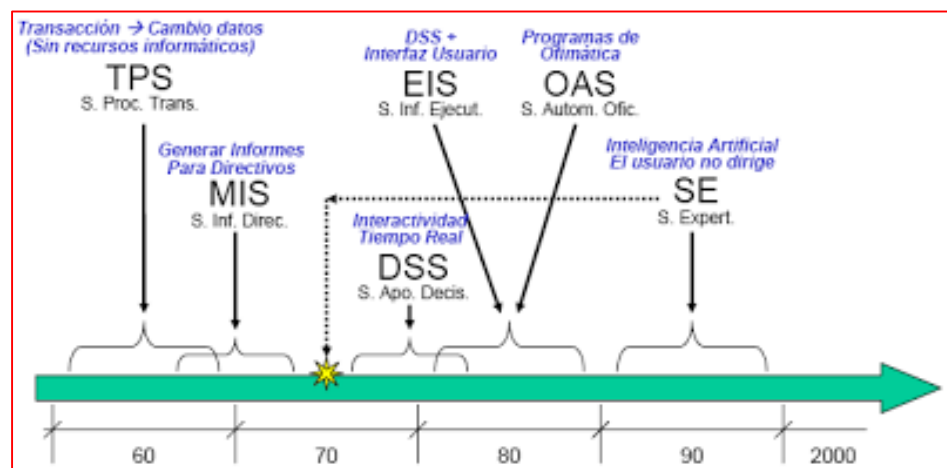 Transacción → Cambio datos
(Sin recursos informáticos)
TPS
S. Proc. Trans.
Generar Informes
Para Directivos
MIS
S. Inf. Direc.
DSS +
Interfaz Usuario
EIS
S. Inf. Ejecut.
Programas de
Ofimática
OAS
S. Autom. Ofic.
Interactividad
Tiempo Real
DSS
S. Apo. Decis.
Inteligencia Artificial
El usuario no dirige
SE
S. Expert.
60
70
80
90
2000